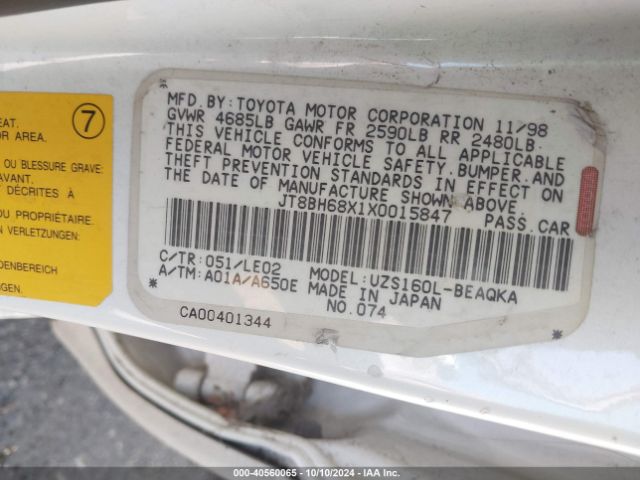 EAT.
OR AREA.
7
OU BLESSURE GRAVE:
AVANT.
DÉCRITES À
U PROPRIÉTAIRE.
ON VERLETZUNGEN:
DENBEREICH
MFD. BY: TOYOTA MOTOR CORPORATION 11/98
GVWR 4685LB GAWR FR 2590LB RR 2480LB
THIS VEHICLE CONFORMS TO ALL APPLICABLE
FEDERAL MOTOR VEHICLE SAFETY, BUMPER, AND
THEFT PREVENTION STANDARDS IN EFFECT ON
THE DATE OF MANUFACTURE SHOWN ABOVE.
JT8BH68X1X0015847 PASS.CAR
C/TR: 051/LE02 MODEL: UZS160L-BEAQKA
A/TM: A01A/A650E MADE IN JAPAN
NO.074
CA00401344
000-40560065 • 10/10/2024 • IAA Inc.